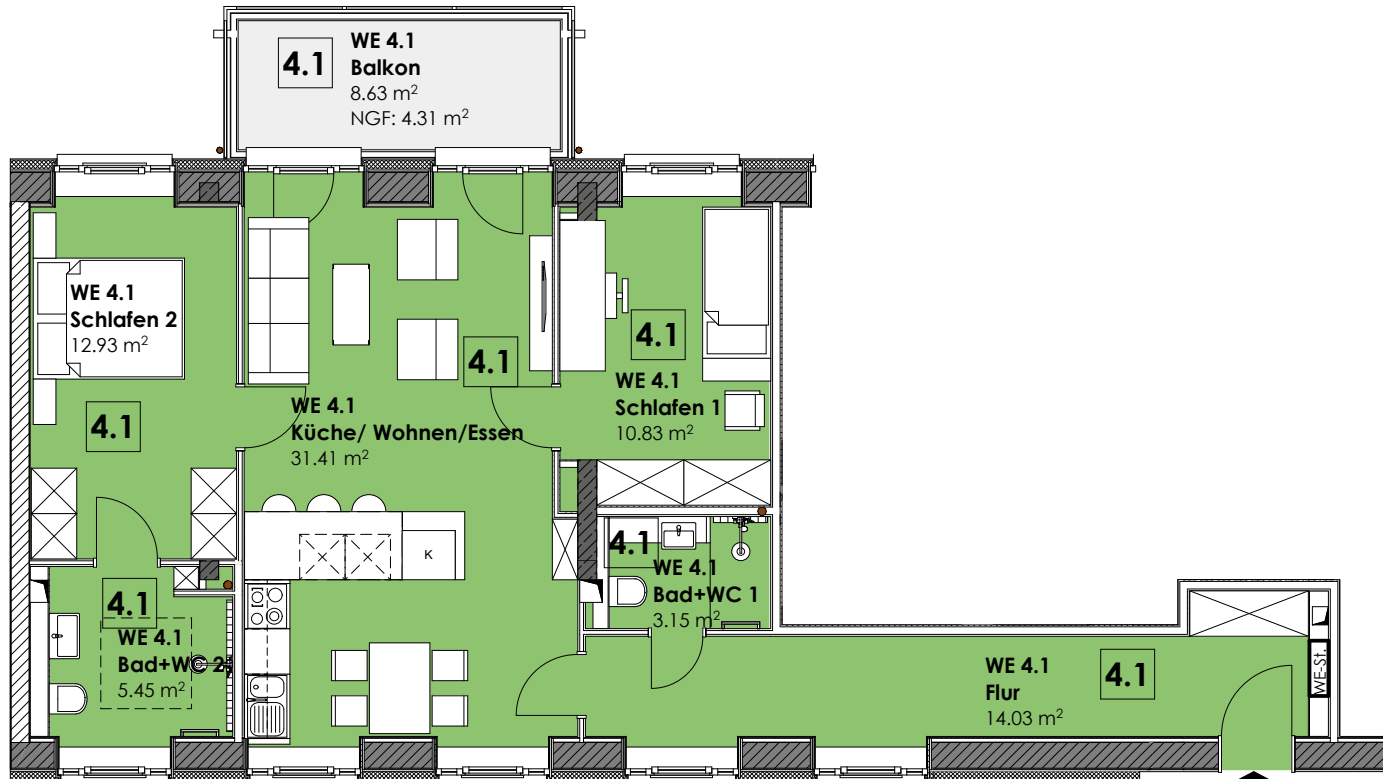 4.1
WE 4.1
Balkon
8.63 m²
NGF: 4.31 m²
WE 4.1
Schlafen 2
12.93 m²
4.1
4.1
WE 4.1
Küche/ Wohnen/Essen
31.41 m²
4.1
WE 4.1
Schlafen 1
10.83 m²
K
4.1
WE 4.1
Bad+WC 1
3.15 m²
4.1
WE 4.1
Bad+WC 2
5.45 m²
WE 4.1
Flur
14.03 m²
4.1
WE-St.